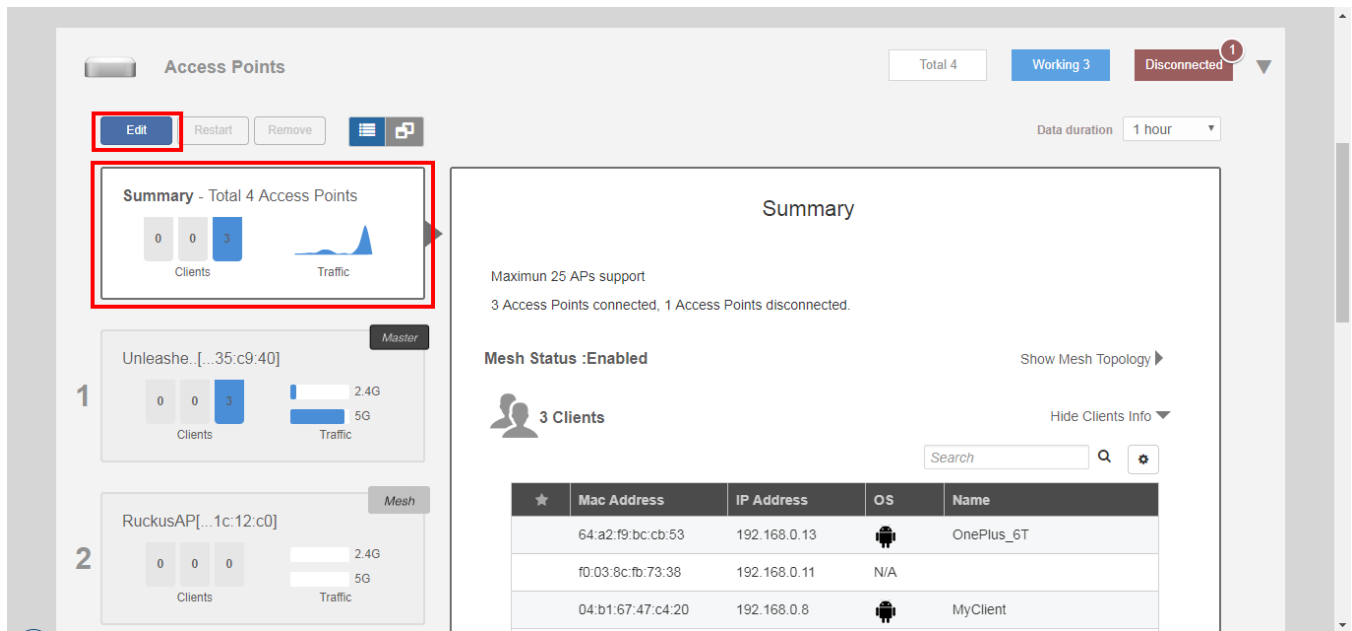 Access Points
Total 4
Working 3
Disconnected
1
Edit
Restart
Remove
Data duration
1 hour
Summary - Total 4 Access Points
0 0 3
Clients
Traffic
Master
Unleashe..[...35:c9:40]
1
0 0 3
2.4G
5G
Clients
Traffic
Mesh
RuckusAP[...1c:12:c0]
2
0 0 0
2.4G
5G
Clients
Traffic
Summary
Maximun 25 APs support
3 Access Points connected, 1 Access Points disconnected.
Mesh Status :Enabled
Show Mesh Topology
3 Clients
Hide Clients Info
Search
Mac Address IP Address OS Name
64:a2:f9:bc:cb:53 192.168.0.13 OnePlus_6T
f0:03:8c:fb:73:38 192.168.0.11 N/A
04:b1:67:47:c4:20 192.168.0.8 MyClient